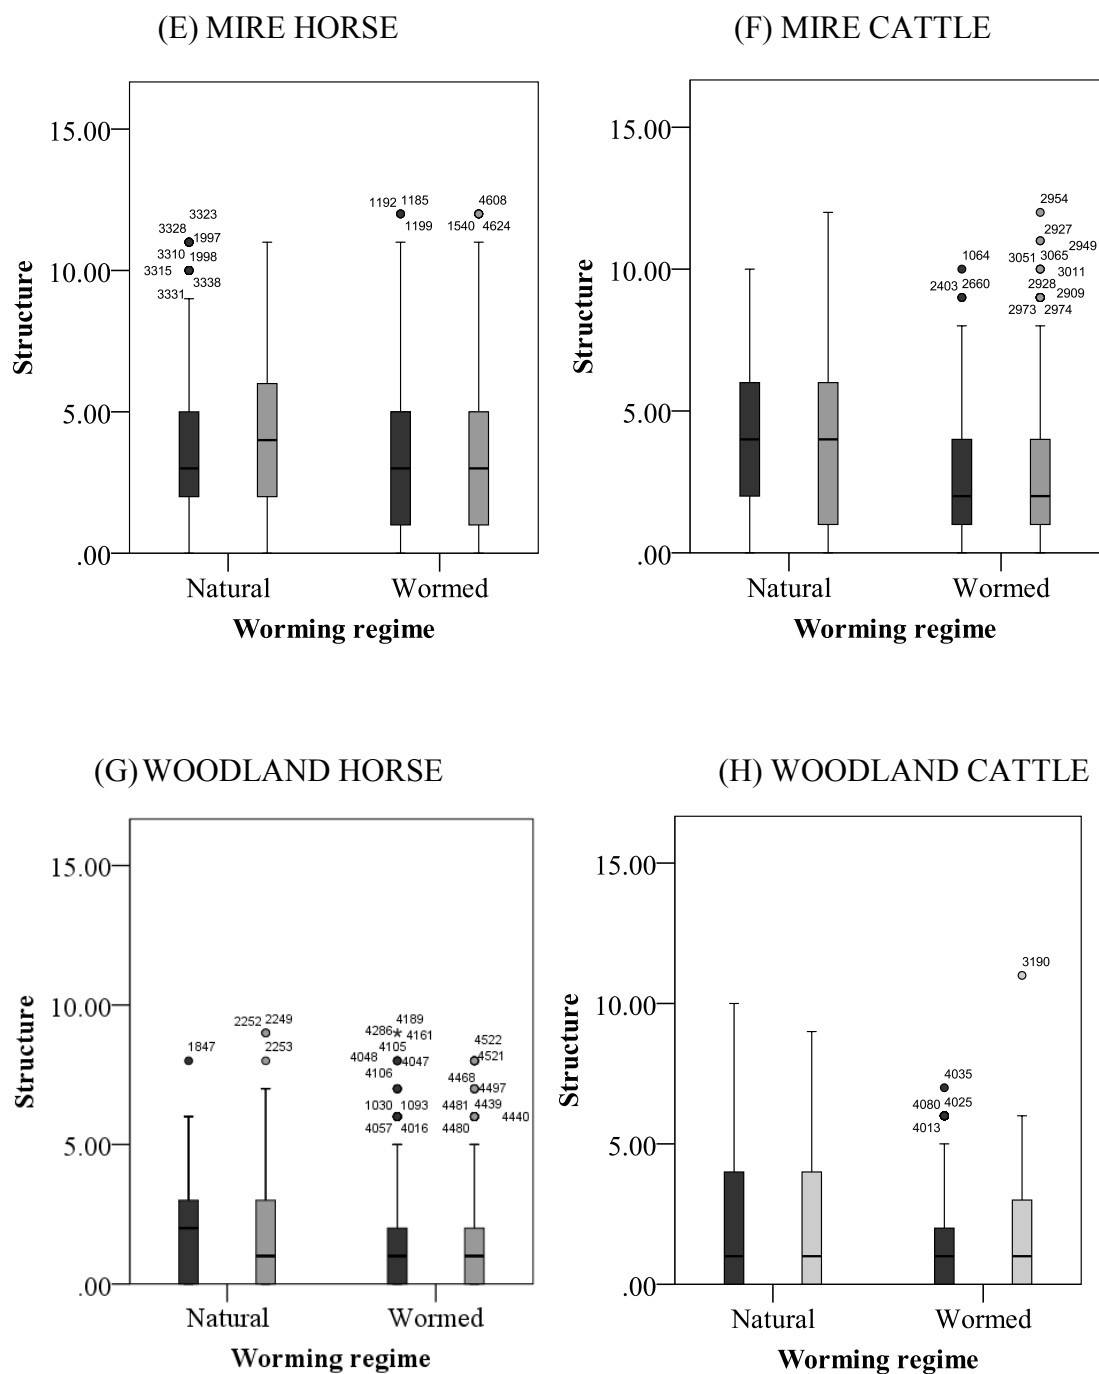 (E) MIRE HORSE
15.00
10.00
5.00
.00
Structure
3323
3328
1997
3310 1998
3315
3338
3331
1192 1185
1199
4608
1540 4624
Natural
Wormed
Worming regime
(F) MIRE CATTLE
15.00
10.00
5.00
.00
Structure
1064
2403 2660
2954
2927
2949
3051 3065
3011
2928
2909
2973 2974
Natural
Wormed
Worming regime
(G) WOODLAND HORSE
15.00
10.00
5.00
.00
Structure
1847
2252 2249
2253
4189
4286 * 4161
4105
4048 4047
4106
1030 1093
4057 4016
4522
4521
4468
4497
4481 4439
4440
4480
Natural
Wormed
Worming regime
(H) WOODLAND CATTLE
15.00
10.00
5.00
.00
Structure
4035
4080 4025
4013
3190
Natural
Wormed
Worming regime